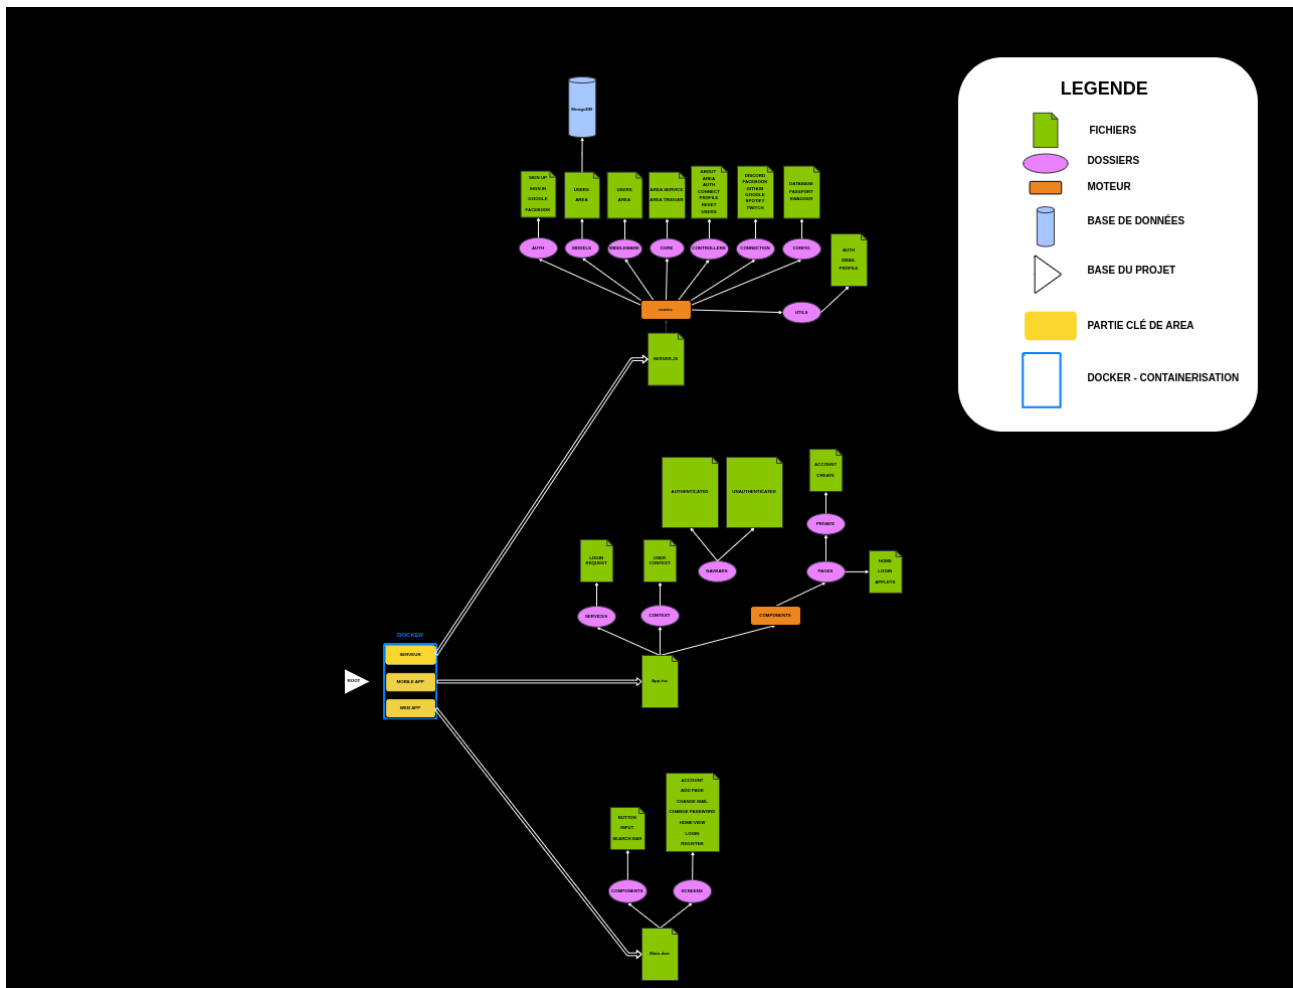 LEGENDE
FICHIERS
DOSSIERS
MOTEUR
BASE DE DONNÉES
BASE DU PROJET
PARTIE CLÉ DE AREA
DOCKER - CONTAINERISATION
MongoDB
SIGN UP
SIGN IN
GOOGLE
FACEBOOK
USERS
AREA
USERS
AREA
AREA SERVICE
AREA TRIGGER
ABOUT
AREA
AUTH
CONNECT
PROFILE
RESET
USERS
DISCORD
FACEBOOK
GITHUB
GOOGLE
SPOTIFY
TWITCH
DATABASE
PASSPORT
SWAGGER
AUTH
MODELS
MIDDLEWARE
CORE
CONTROLLERS
CONNECTION
CONFIG
AUTH
EMAIL
PROFILE
UTILS
SERVER.JS
AUTHENTICATED
UNAUTHENTICATED
ACCOUNT
CREATE
PRIVATE
LOGIN
REQUEST
USER
CONTEXT
NAVBARS
PAGES
HOME
LOGIN
APPLETS
SERVICES
CONTEXT
COMPONENTS
DOCKER
SERVEUR
ROOT
MOBILE APP
WEB APP
ACCOUNT
ADD PAGE
CHANGE MAIL
CHANGE PASSWORD
HOME VIEW
LOGIN
REGISTER
BUTTON
INPUT
SEARCH BAR
COMPONENTS
SCREENS
Main.dart